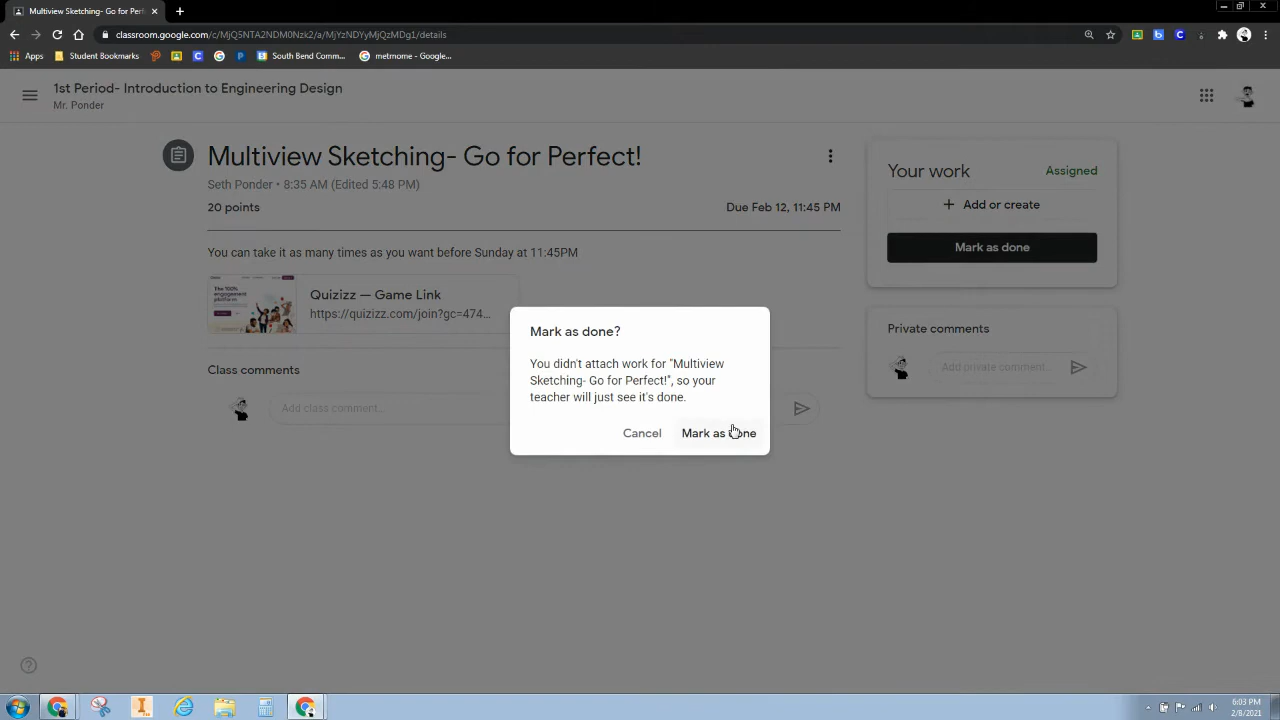 Multiview Sketching- Go for Perf
classroom.google.com/c/MjQ5NTA2NDM0Nzk2/a/MjYzNDYyMjQzMDg1/details
Apps
Student Bookmarks
South Bend Comm...
metrnome - Google...
1st Period- Introduction to Engineering Design
Mr. Ponder
Multiview Sketching- Go for Perfect!
Seth Ponder • 8:35 AM (Edited 5:48 PM)
20 points
Due Feb 12, 11:45 PM
You can take it as many times as you want before Sunday at 11:45PM
Quizizz — Game Link
https://quizizz.com/join?gc=474...
Class comments
Add class comment...
Your work
Assigned
+ Add or create
Mark as done
Private comments
Add private comment...
Mark as done?
You didn't attach work for "Multiview
Sketching- Go for Perfect!", so your
teacher will just see it's done.
Cancel
Mark as done
6:03 PM
2/8/2021